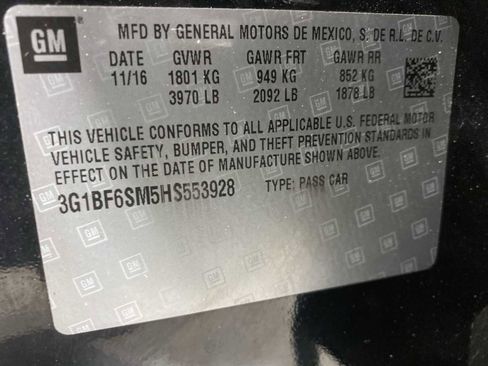 GM
MFD BY GENERAL MOTORS DE MEXICO, S. DE R.L. DE C.V.
DATE GVWR GAWR FRT GAWR RR
11/16 1801 KG 949 KG 852 KG
3970 LB 2092 LB 1878 LB
THIS VEHICLE CONFORMS TO ALL APPLICABLE U.S. FEDERAL MOTOR
VEHICLE SAFETY, BUMPER, AND THEFT PREVENTION STANDARDS IN
EFFECT ON THE DATE OF MANUFACTURE SHOWN ABOVE.
3G1BF6SM5HS553928 TYPE: PASS CAR